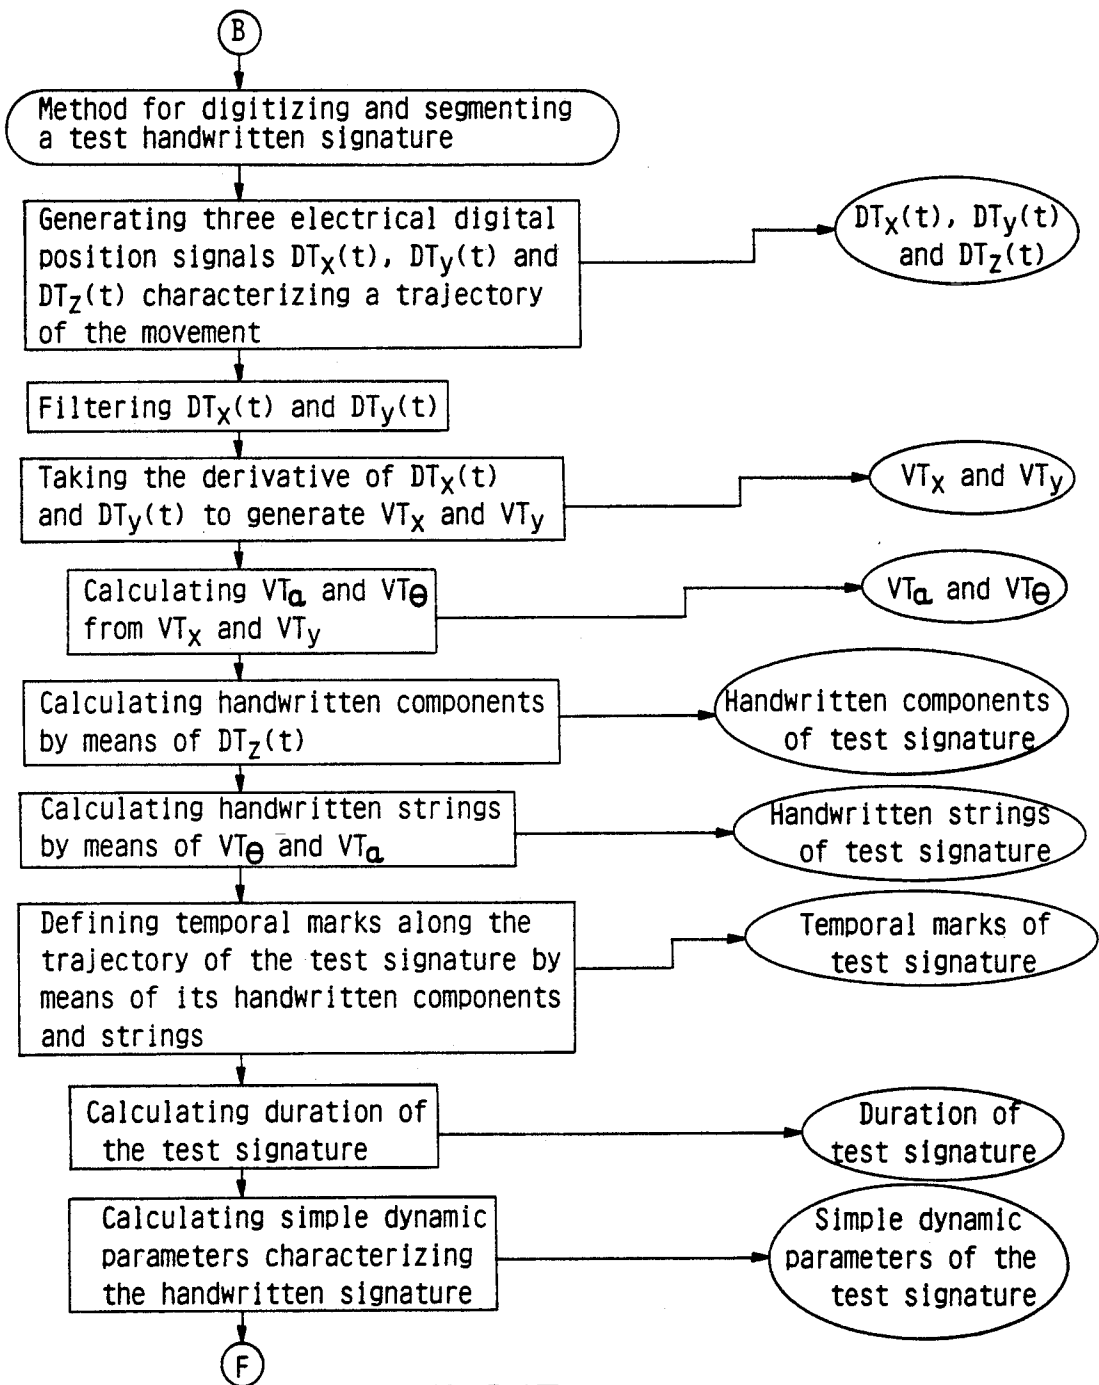 B
Method for digitizing and segmenting
a test handwritten signature
Generating three electrical digital
position signals DTx(t), DTy(t) and
DTz(t) characterizing a trajectory
of the movement
DTx(t), DTy(t)
and DTz(t)
Filtering DTx(t) and DTy(t)
Taking the derivative of DTx(t)
and DTy(t) to generate VTx and VTy
VTx and VTy
Calculating VTa and VTθ
from VTx and VTy
VTa and VTθ
Calculating handwritten components
by means of DTz(t)
Handwritten components
of test signature
Calculating handwritten strings
by means of VTθ and VTa
Handwritten strings
of test signature
Defining temporal marks along the
trajectory of the test signature by
means of its handwritten components
and strings
Temporal marks of
test signature
Calculating duration of
the test signature
Duration of
test signature
Calculating simple dynamic
parameters characterizing
the handwritten signature
Simple dynamic
parameters of the
test signature
F